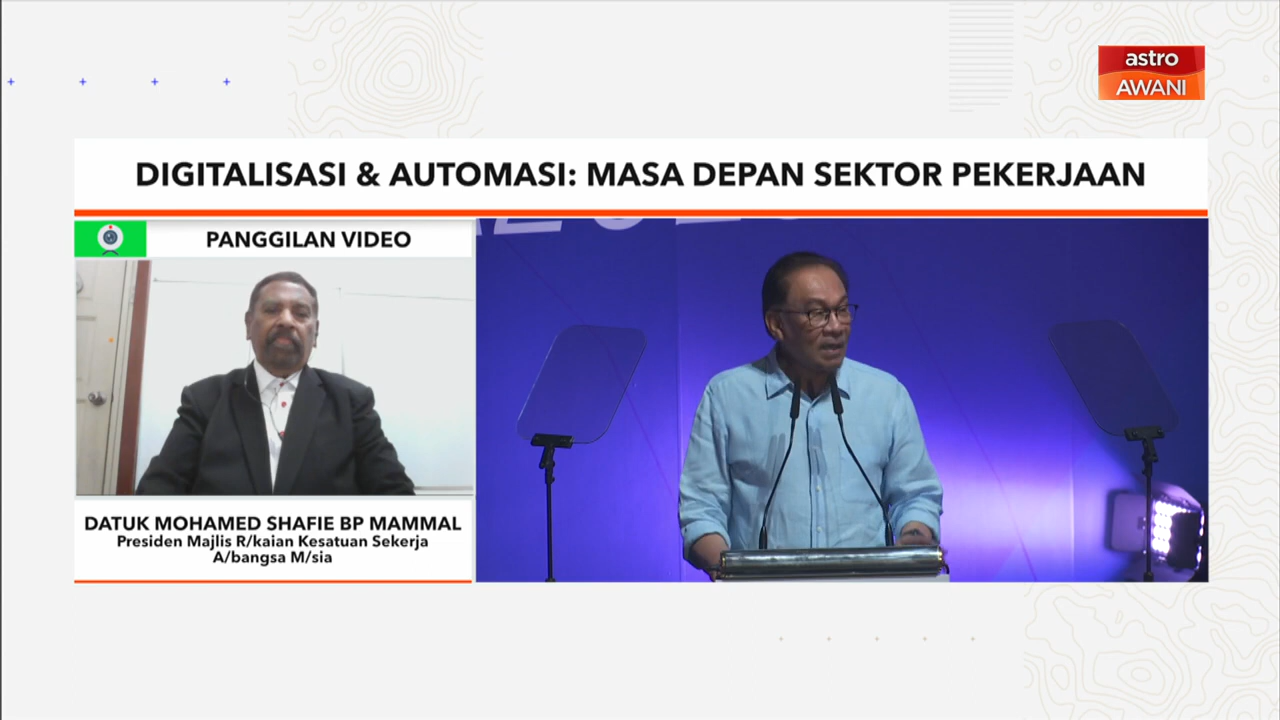 astro
AWANI
DIGITALISASI & AUTOMASI: MASA DEPAN SEKTOR PEKERJAAN
PANGGILAN VIDEO
DATUK MOHAMED SHAFIE BP MAMMAL
Presiden Majlis R/kaian Kesatuan Sekerja
A/bangsa M/sia